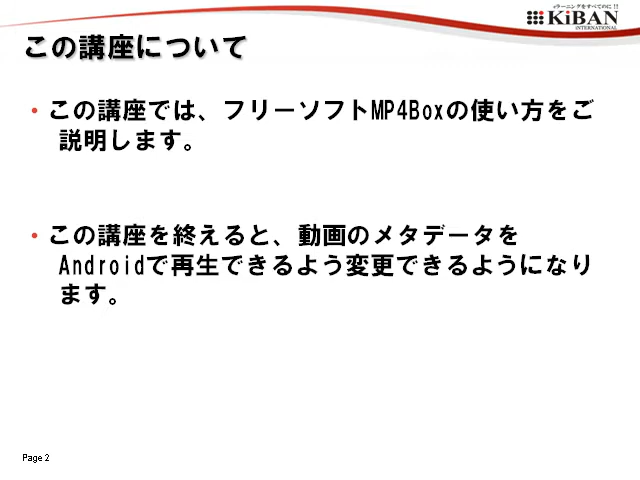 eラーニングをすべてのに!!
KiBAN
INTERNATIONAL
この講座について
• この講座では、フリーソフトMP4Boxの使い方をご
説明します。
• この講座を終えると、動画のメタデータを
Androidで再生できるよう変更できるようになり
ます。
Page 2